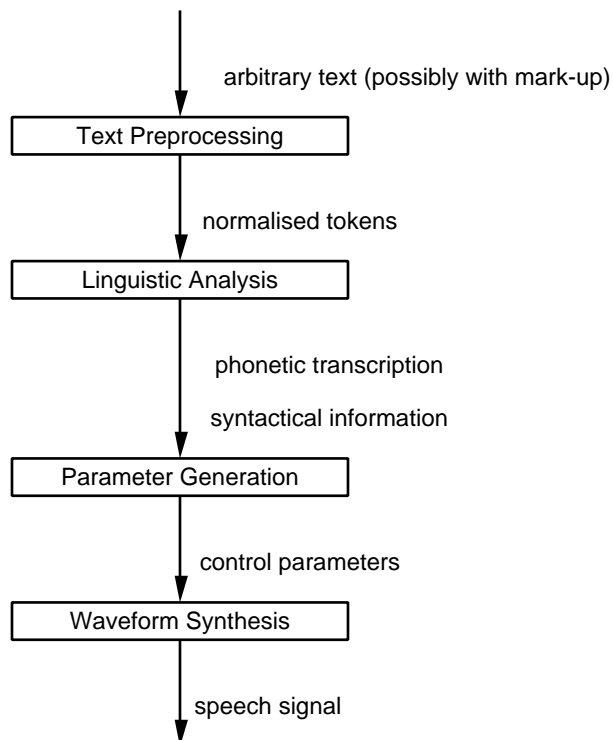 arbitrary text (possibly with mark-up)
Text Preprocessing
normalised tokens
Linguistic Analysis
phonetic transcription
syntactical information
Parameter Generation
control parameters
Waveform Synthesis
speech signal